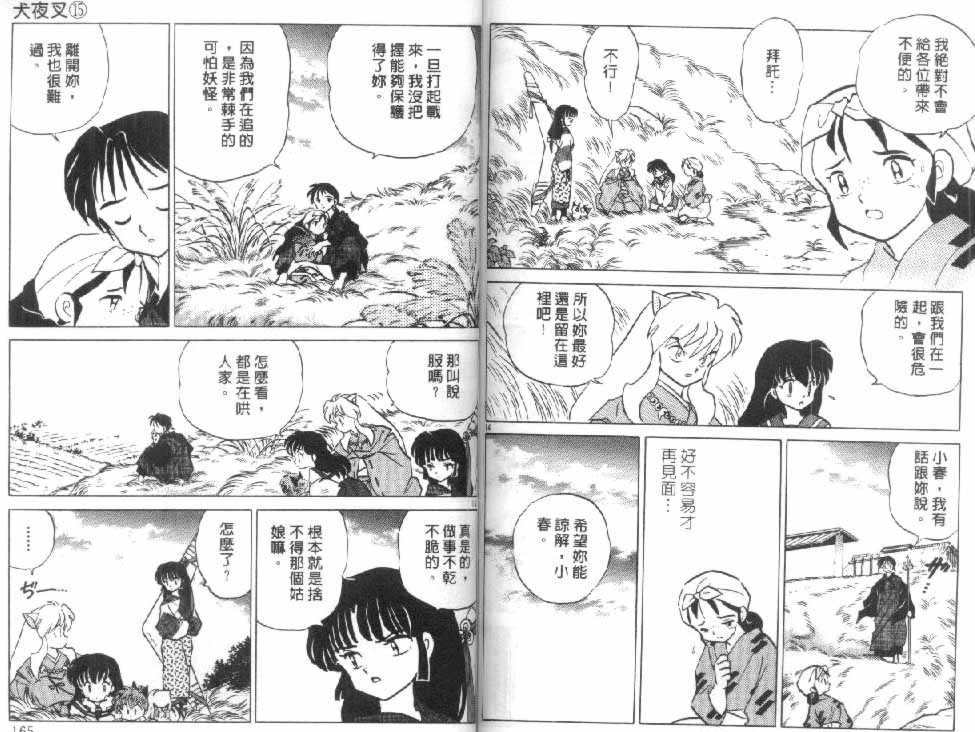 犬夜叉⑮
我絕對不會
給各位帶來
不便的。
拜託…
不行！
跟我們在一
起，會很危
險的。
所以妳最好
還是留在這
裡吧！
小春，我有
話跟妳說。
好不容易才
再見面…
希望妳能
諒解，小
春。
一旦打起戰
來，我沒把
握能夠保護
得了妳。
因為我們在追的
，是非常棘手的
可怕妖怪。
離開妳，
我也很難
過。
那叫說
服嗎？
怎麼看，
都是在哄
人家。
真是的，
做事不乾
不脆的。
根本就是捨
不得那個姑
娘嘛。
怎麼了？
……
165